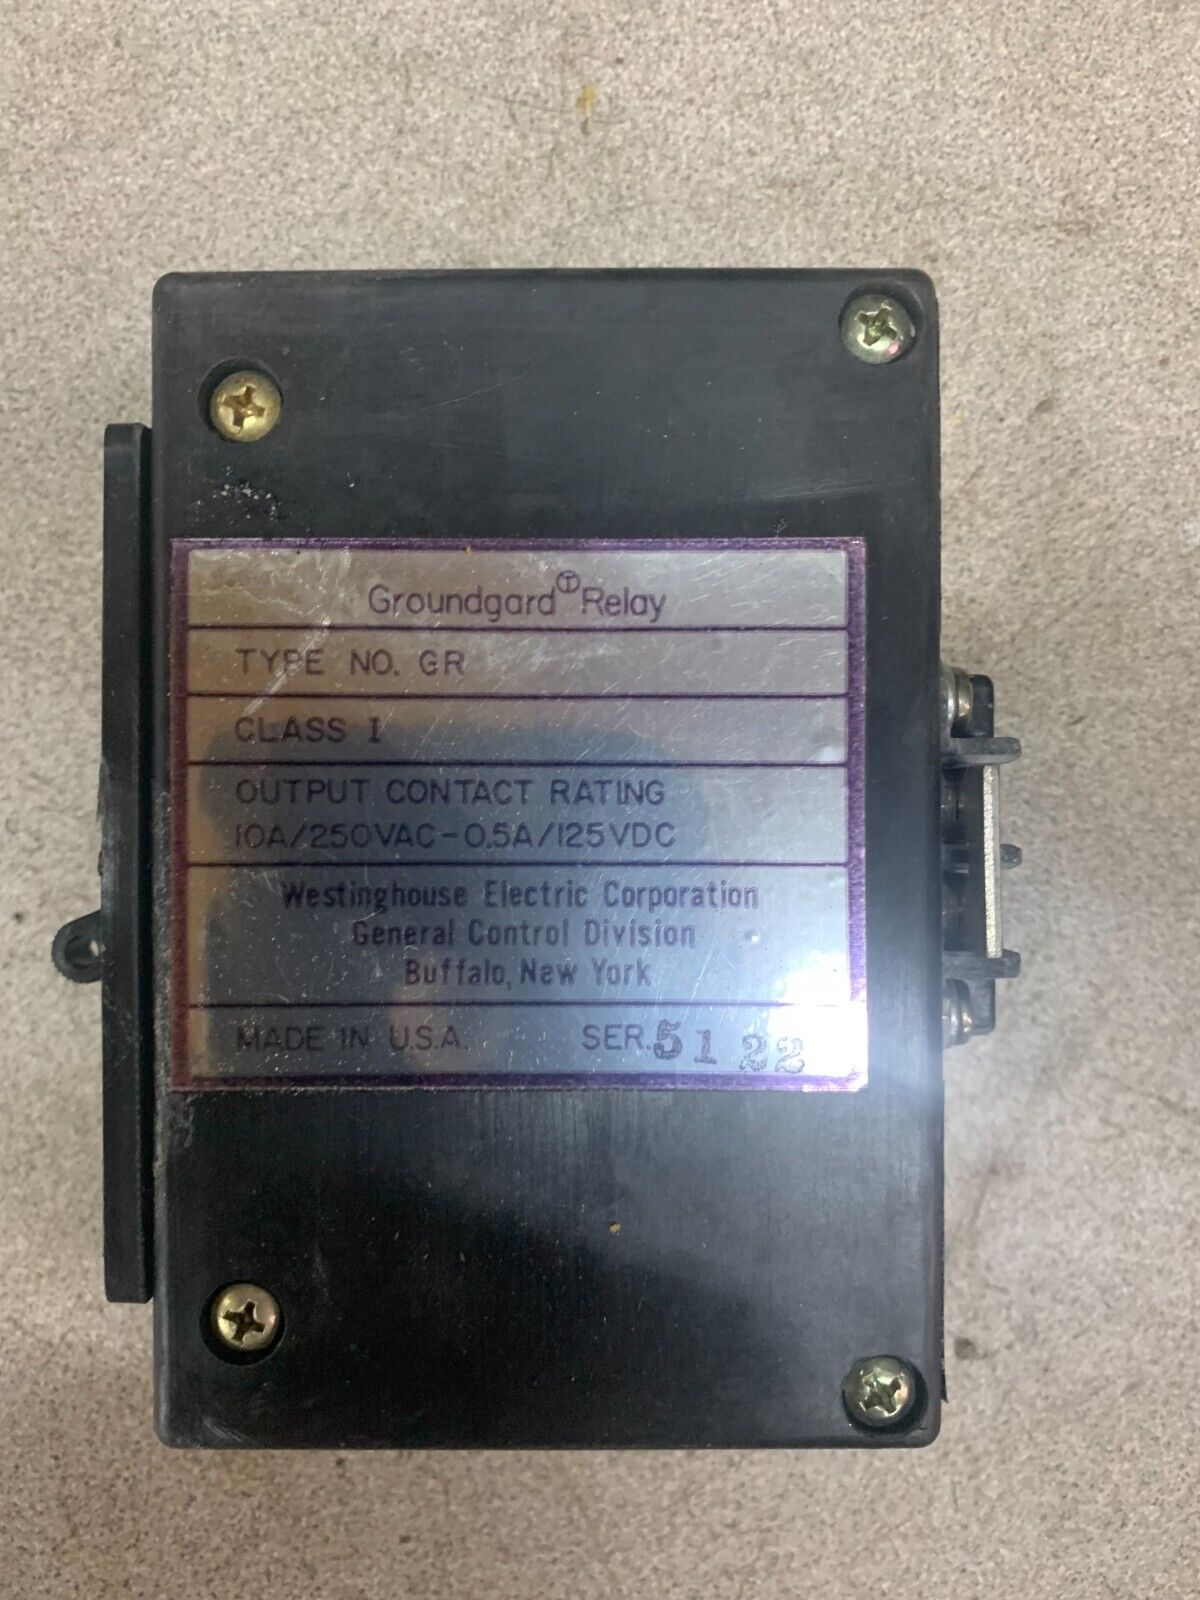 Groundgard Ⓣ Relay
TYPE NO. GR
CLASS I
OUTPUT CONTACT RATING
10A/250VAC-0.5A/125VDC
Westinghouse Electric Corporation
General Control Division
Buffalo, New York
MADE IN U.S.A. SER. 5122